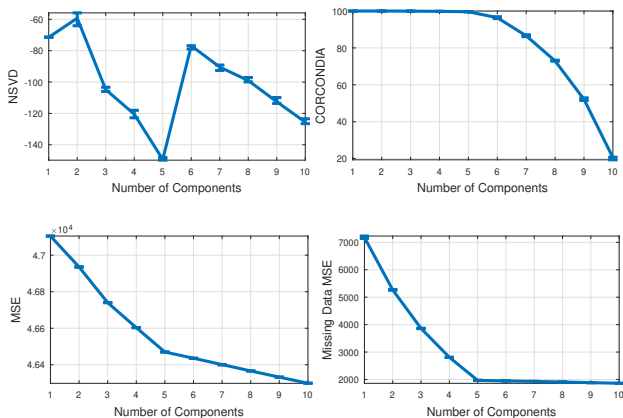 -60
-80
-100
-120
-140
NSVD
1 2 3 4 5 6 7 8 9 10
Number of Components
100
80
60
40
20
CORCONDIA
1 2 3 4 5 6 7 8 9 10
Number of Components
×10⁴
4.7
4.68
4.66
4.64
MSE
1 2 3 4 5 6 7 8 9 10
Number of Components
7000
6000
5000
4000
3000
2000
Missing Data MSE
1 2 3 4 5 6 7 8 9 10
Number of Components